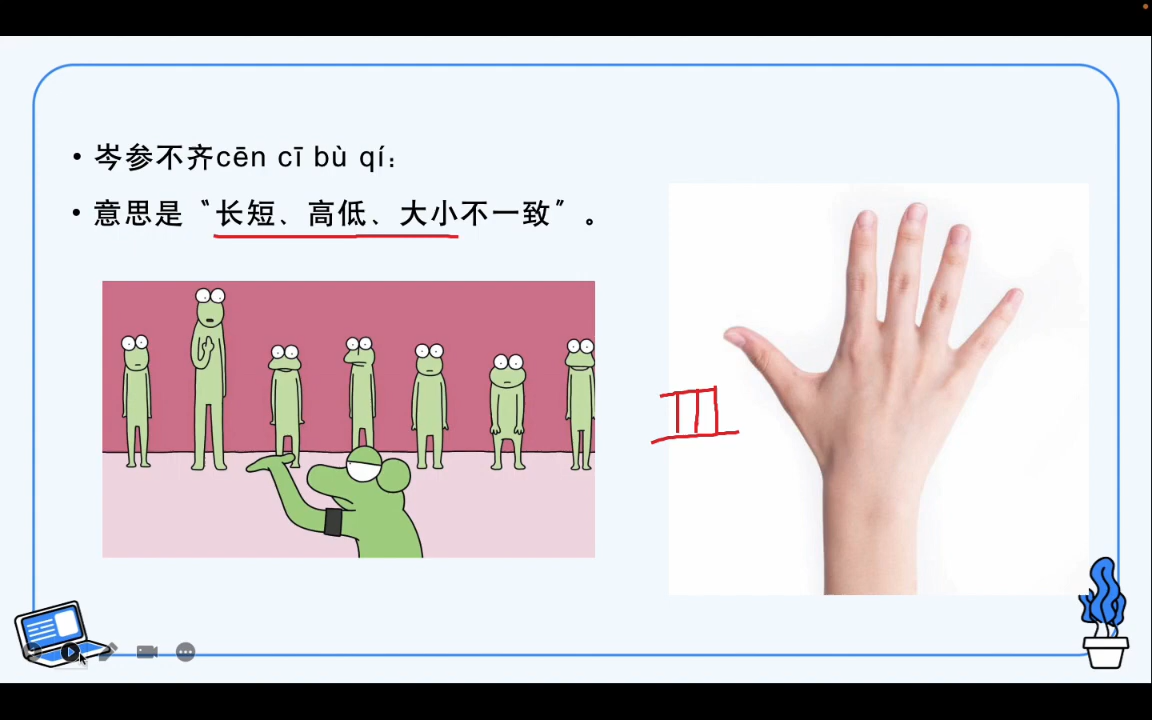 • 岑参不齐cēn cī bù qí：
• 意思是〝长短、高低、大小不一致〞。